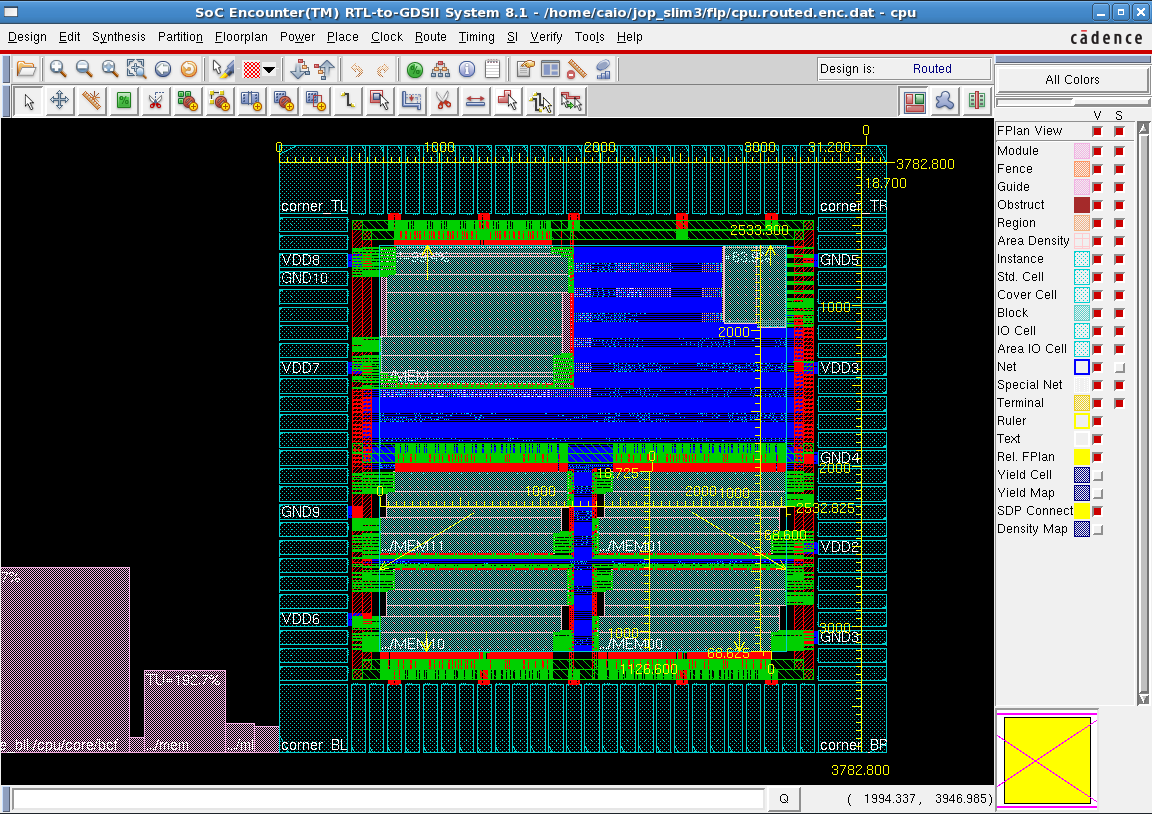 SoC Encounter(TM) RTL-to-GDSII System 8.1 - /home/caio/jop_slim3/flp/cpu.routed.enc.dat - cpu
Design Edit Synthesis Partition Floorplan Power Place Clock Route Timing SI Verify Tools Help
cādence
Design is: Routed
All Colors
V S
FPlan View
Module
Fence
Guide
Obstruct
Region
Area Density
Instance
Std. Cell
Cover Cell
Block
IO Cell
Area IO Cell
Net
Special Net
Terminal
Ruler
Text
Rel. FPlan
Yield Cell
Yield Map
SDP Connect
Density Map
0
0 1000 2000 3000 31.200
3782.800
18.700
corner_TL corner_TR
2533.300
VDD8 GND5
GND10
1000
2000
VDD7 VDD3
./MEM
GND4
0 2000
18.725
0 1000 2000 1000
GND9 2532.825
68.600
../MEM11 ../MEM01 VDD2
VDD6
1000 3000
GND3
../MEM10 ../MEM00
68.625
1126.600 0
7%
TU=192.7%
/cpu/core/bcf ../mem ../mi corner_BL corner_BR
3782.800
Q
( 1994.337, 3946.985)